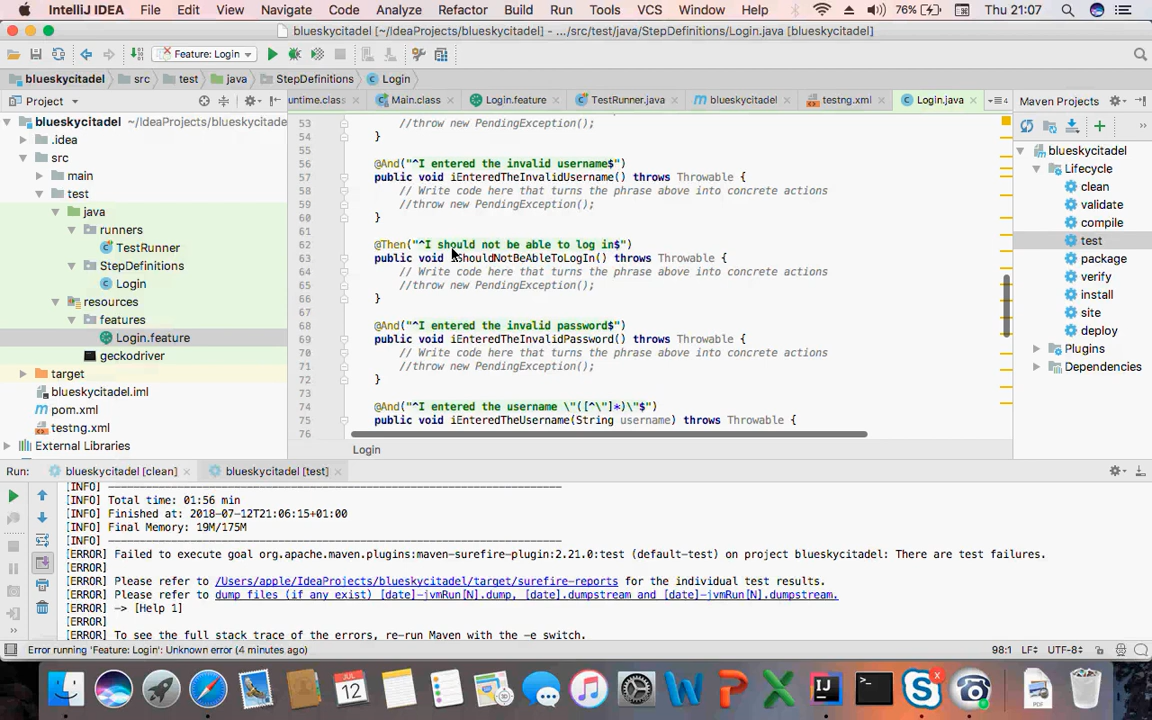 IntelliJ IDEA File Edit View Navigate Code Analyze Refactor Build Run Tools VCS Window Help 76% Thu 21:07
blueskycitadel [~/IdeaProjects/blueskycitadel] - .../src/test/java/StepDefinitions/Login.java [blueskycitadel]
Feature: Login
blueskycitadel src test java StepDefinitions Login
Project
untime.class Main.class Login.feature TestRunner.java blueskycitadel testng.xml Login.java
Maven Projects
blueskycitadel ~/IdeaProjects/blueskycitade
.idea
src
main
test
java
runners
TestRunner
StepDefinitions
Login
resources
features
Login.feature
geckodriver
target
blueskycitadel.iml
pom.xml
testng.xml
External Libraries
53 //throw new PendingException();
54 }
55
56 @And("^I entered the invalid username$")
57 public void iEnteredTheInvalidUsername() throws Throwable {
58 // Write code here that turns the phrase above into concrete actions
59 //throw new PendingException();
60 }
61
62 @Then("^I should not be able to log in$")
63 public void iShouldNotBeAbleToLogIn() throws Throwable {
64 // Write code here that turns the phrase above into concrete actions
65 //throw new PendingException();
66 }
67
68 @And("^I entered the invalid password$")
69 public void iEnteredTheInvalidPassword() throws Throwable {
70 // Write code here that turns the phrase above into concrete actions
71 //throw new PendingException();
72 }
73
74 @And("^I entered the username \"([^\"]*)\"$")
75 public void iEnteredTheUsername(String username) throws Throwable {
76
Login
blueskycitadel
Lifecycle
clean
validate
compile
test
package
verify
install
site
deploy
Plugins
Dependencies
Run: blueskycitadel [clean] blueskycitadel [test]
[INFO] ------------------------------------------------------------------------
[INFO] Total time: 01:56 min
[INFO] Finished at: 2018-07-12T21:06:15+01:00
[INFO] Final Memory: 19M/175M
[INFO] ------------------------------------------------------------------------
[ERROR] Failed to execute goal org.apache.maven.plugins:maven-surefire-plugin:2.21.0:test (default-test) on project blueskycitadel: There are test failures.
[ERROR]
[ERROR] Please refer to /Users/apple/IdeaProjects/blueskycitadel/target/surefire-reports for the individual test results.
[ERROR] Please refer to dump files (if any exist) [date]-jvmRun[N].dump, [date].dumpstream and [date]-jvmRun[N].dumpstream.
[ERROR] -> [Help 1]
[ERROR]
[ERROR] To see the full stack trace of the errors, re-run Maven with the -e switch.
Error running 'Feature: Login': Unknown error (4 minutes ago) 98:1 LF÷ UTF-8÷
JUL
12